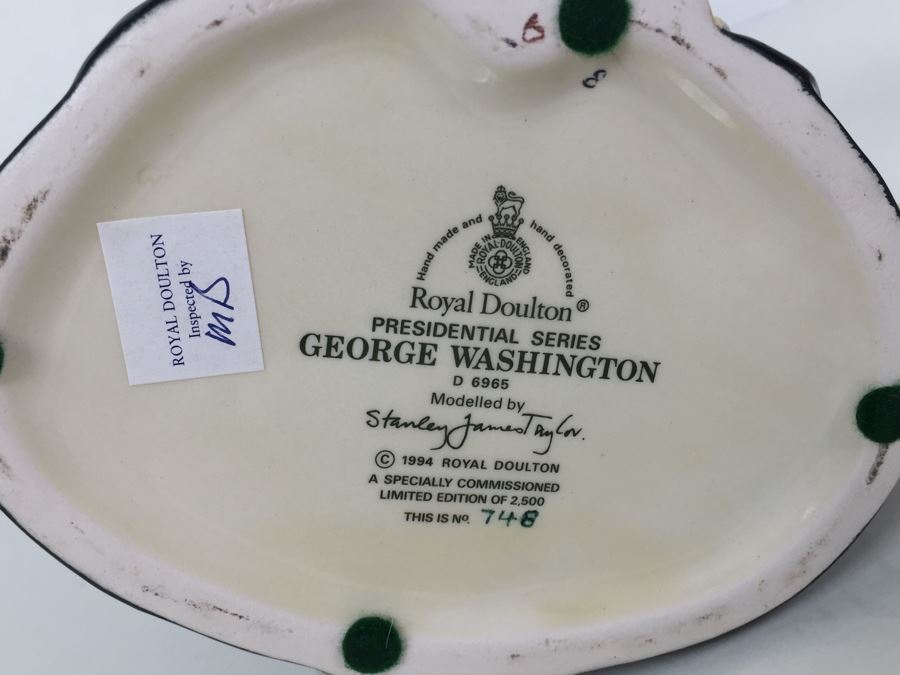 B
8
Hand made and hand decorated
MADE IN ENGLAND
ROYAL·DOULTON
ENGLAND
Royal Doulton®
PRESIDENTIAL SERIES
GEORGE WASHINGTON
D 6965
Modelled by
Stanley James Taylor.
© 1994 ROYAL DOULTON
A SPECIALLY COMMISSIONED
LIMITED EDITION OF 2,500
THIS IS No. 748
ROYAL DOULTON
Inspected by
MB